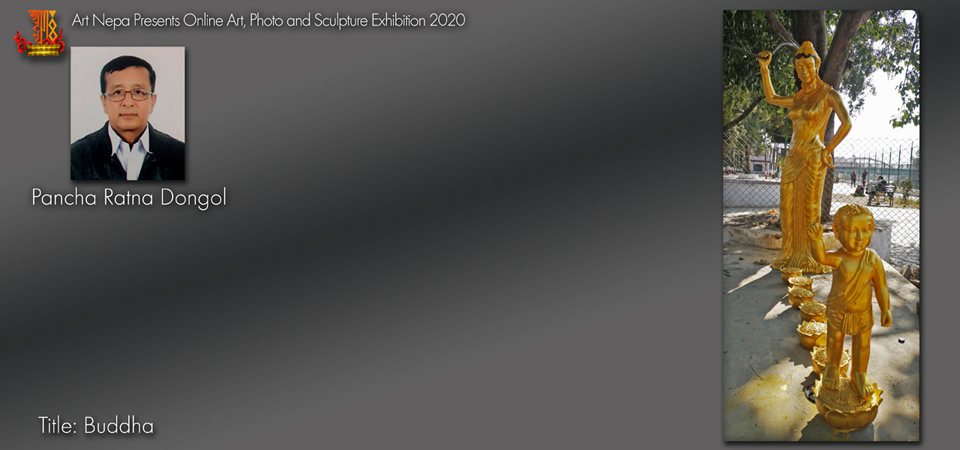 Art Nepa Presents Online Art, Photo and Sculpture Exhibition 2020
Pancha Ratna Dongol
Title: Buddha